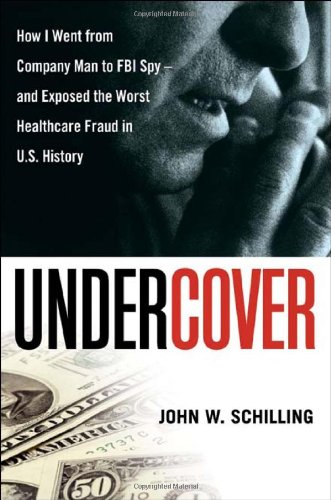 How I Went from
Company Man to FBI Spy –
and Exposed the Worst
Healthcare Fraud in
U.S. History
UNDERCOVER
JOHN W. SCHILLING
50